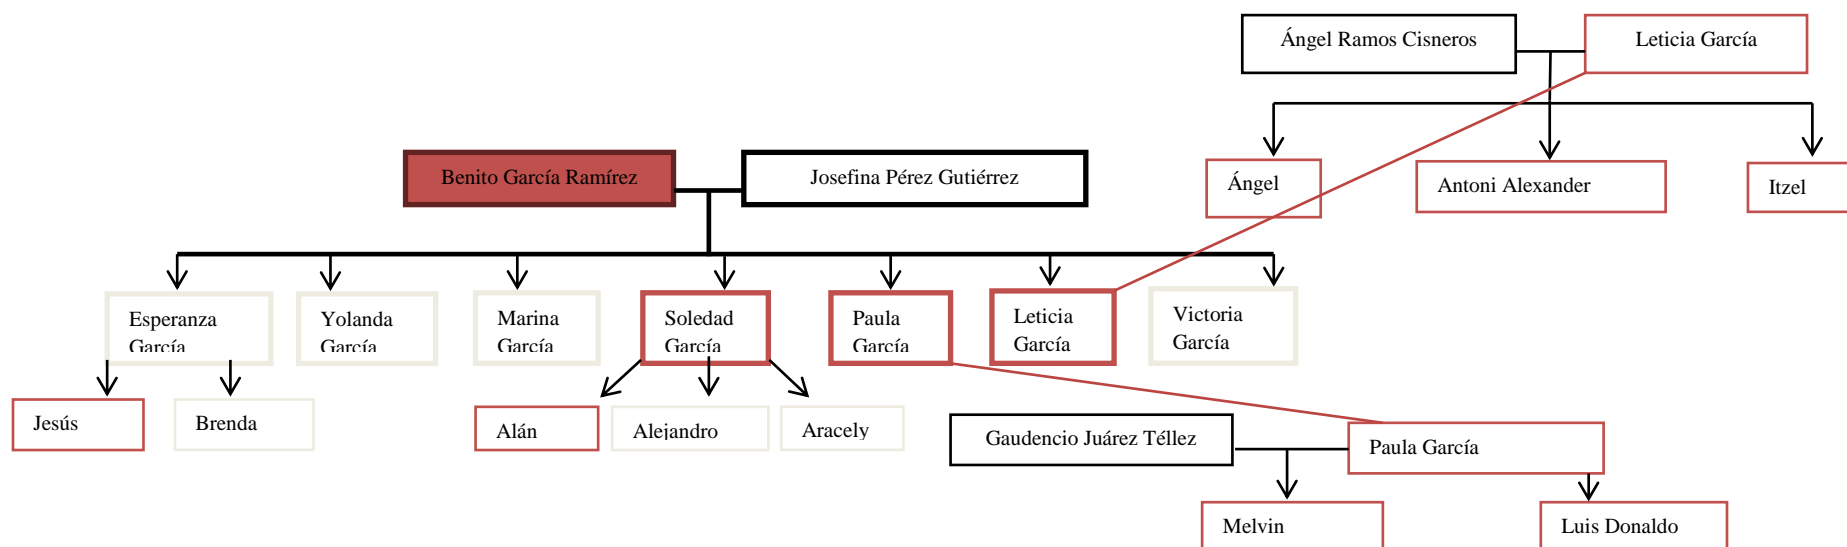 Ángel Ramos Cisneros
Leticia García
Ángel
Antoni Alexander
Itzel
Benito García Ramírez
Josefina Pérez Gutiérrez
Esperanza
García
Yolanda
García
Marina
García
Soledad
García
Paula
García
Leticia
García
Victoria
García
Jesús
Brenda
Alán
Alejandro
Aracely
Gaudencio Juárez Téllez
Paula García
Melvin
Luis Donaldo